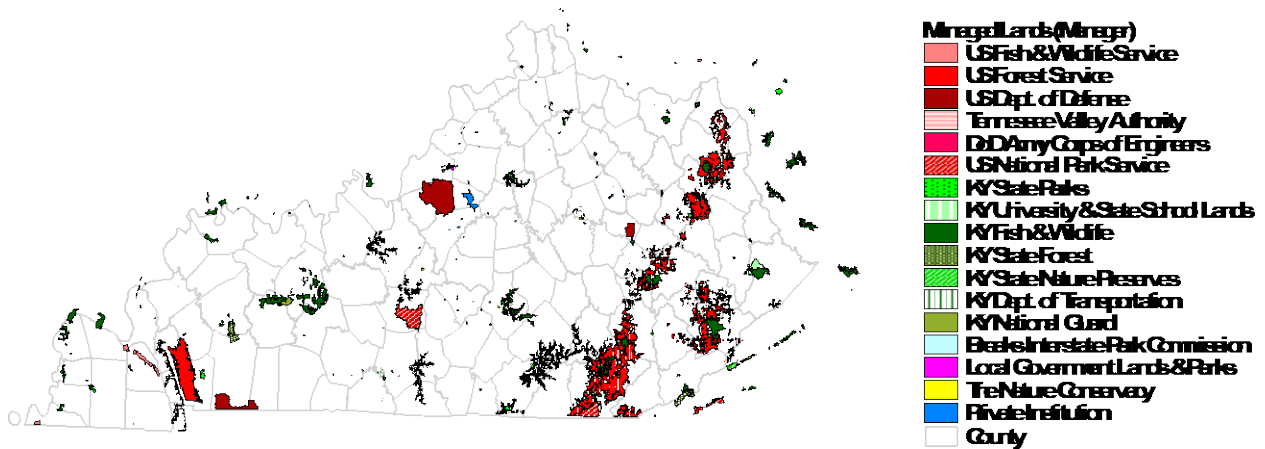 Managed Lands (Manager)
US Fish & Wildlife Service
US Forest Service
US Dept. of Defense
Tennessee Valley Authority
DoD Army Corps of Engineers
US National Park Service
KY State Parks
KY University & State School Lands
KY Fish & Wildlife
KY State Forest
KY State Nature Preserves
KY Dept. of Transportation
KY National Guard
Breaks Interstate Park Commission
Local Government Lands & Parks
The Nature Conservacy
Private Institution
County